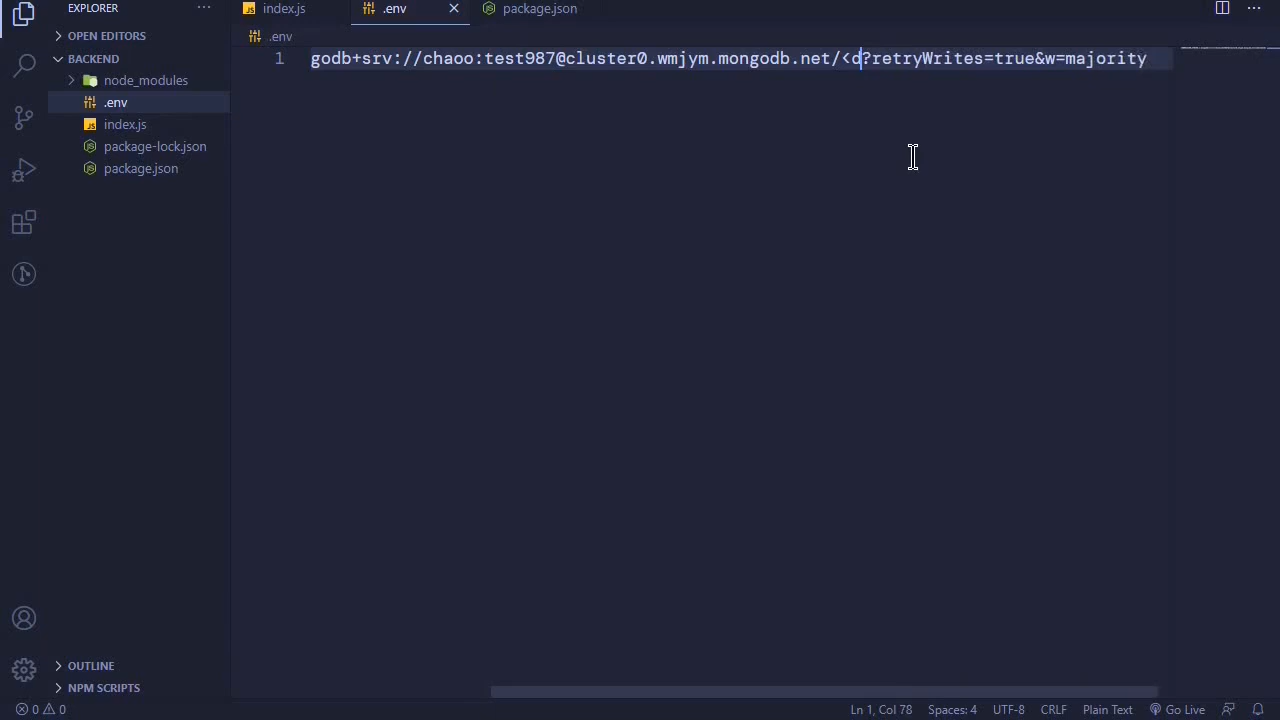 EXPLORER
index.js
.env
package.json
OPEN EDITORS
.env
BACKEND
1 godb+srv://chaoo:test987@cluster0.wmjym.mongodb.net/<d?retryWrites=true&w=majority
node_modules
.env
JS index.js
package-lock.json
package.json
OUTLINE
NPM SCRIPTS
0 0
Ln 1, Col 78
Spaces: 4
UTF-8
CRLF
Plain Text
Go Live